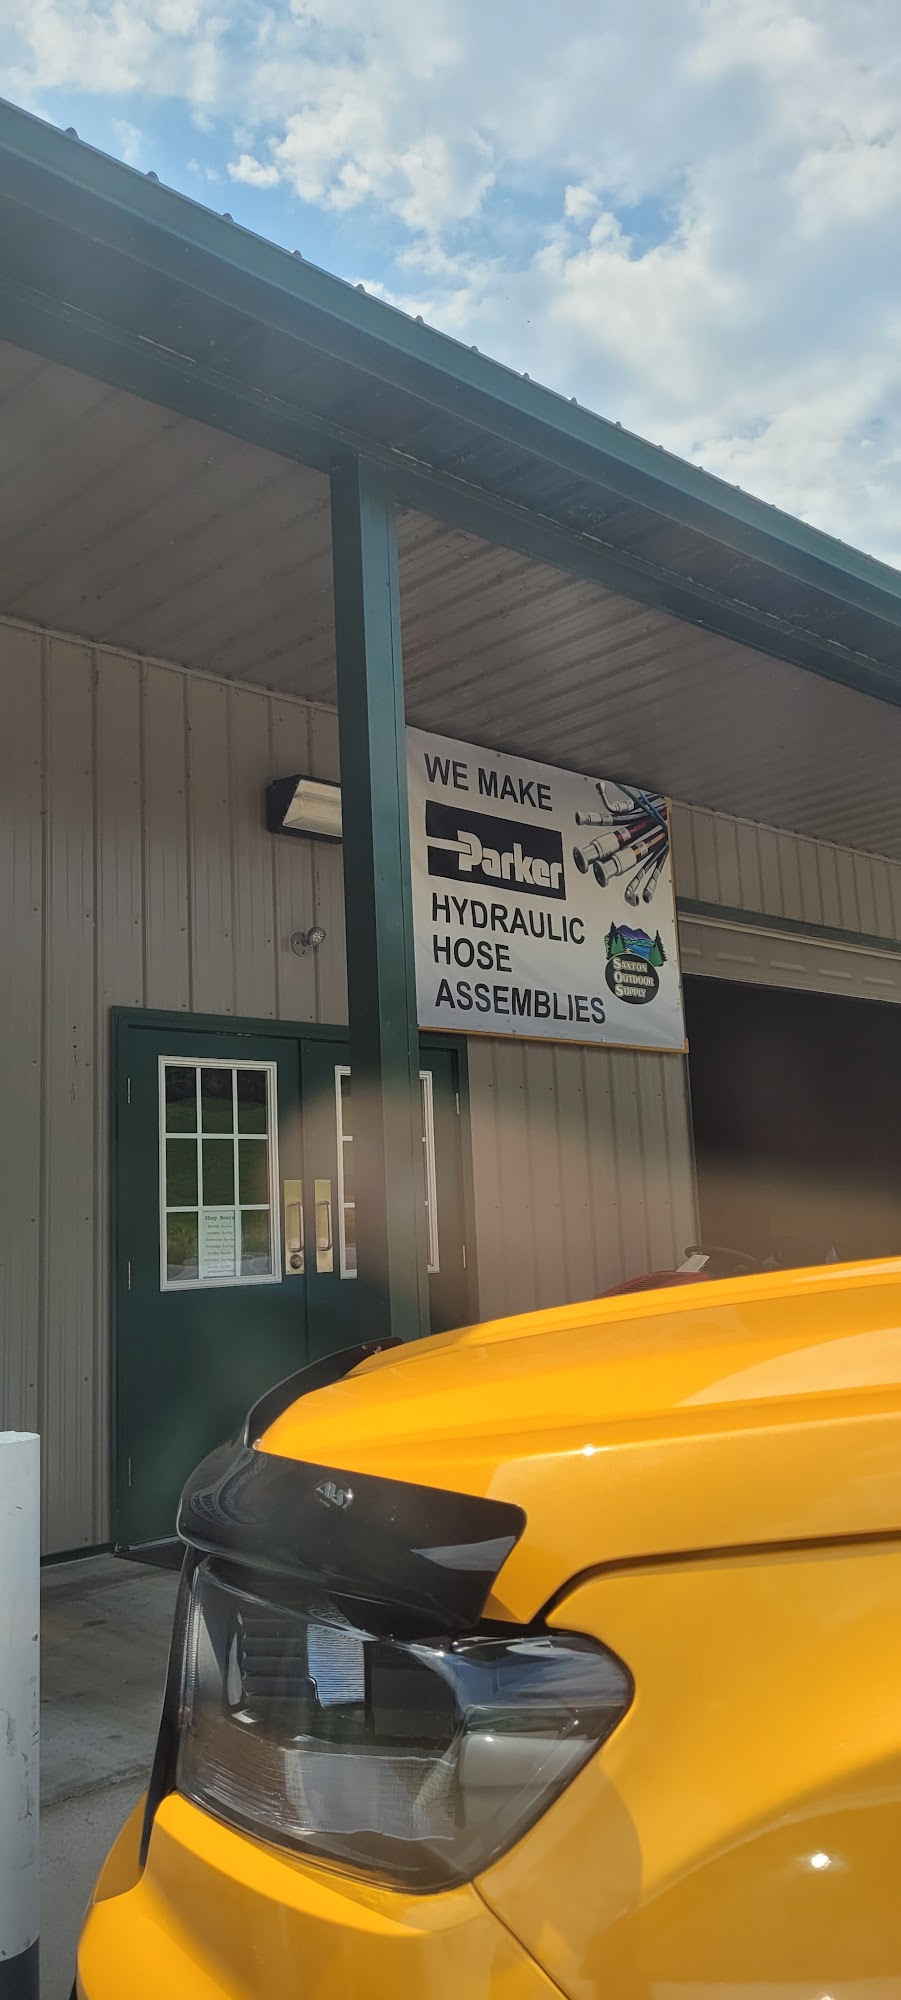 WE MAKE
Parker
HYDRAULIC
HOSE
ASSEMBLIES
SAXTON
OUTDOOR
SUPPLY
Shop Hours